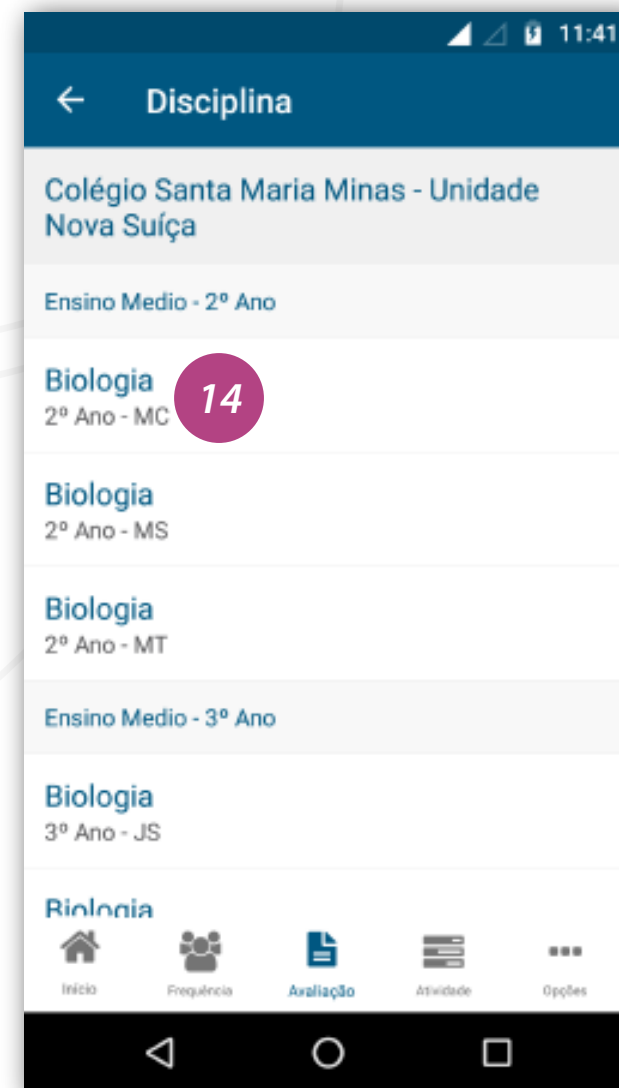 11:41
Disciplina
Colégio Santa Maria Minas - Unidade
Nova Suíça
Ensino Medio - 2º Ano
Biologia
2º Ano - MC
14
Biologia
2º Ano - MS
Biologia
2º Ano - MT
Ensino Medio - 3º Ano
Biologia
3º Ano - JS
Biologia
Início Frequência Avaliação Atividade Opções